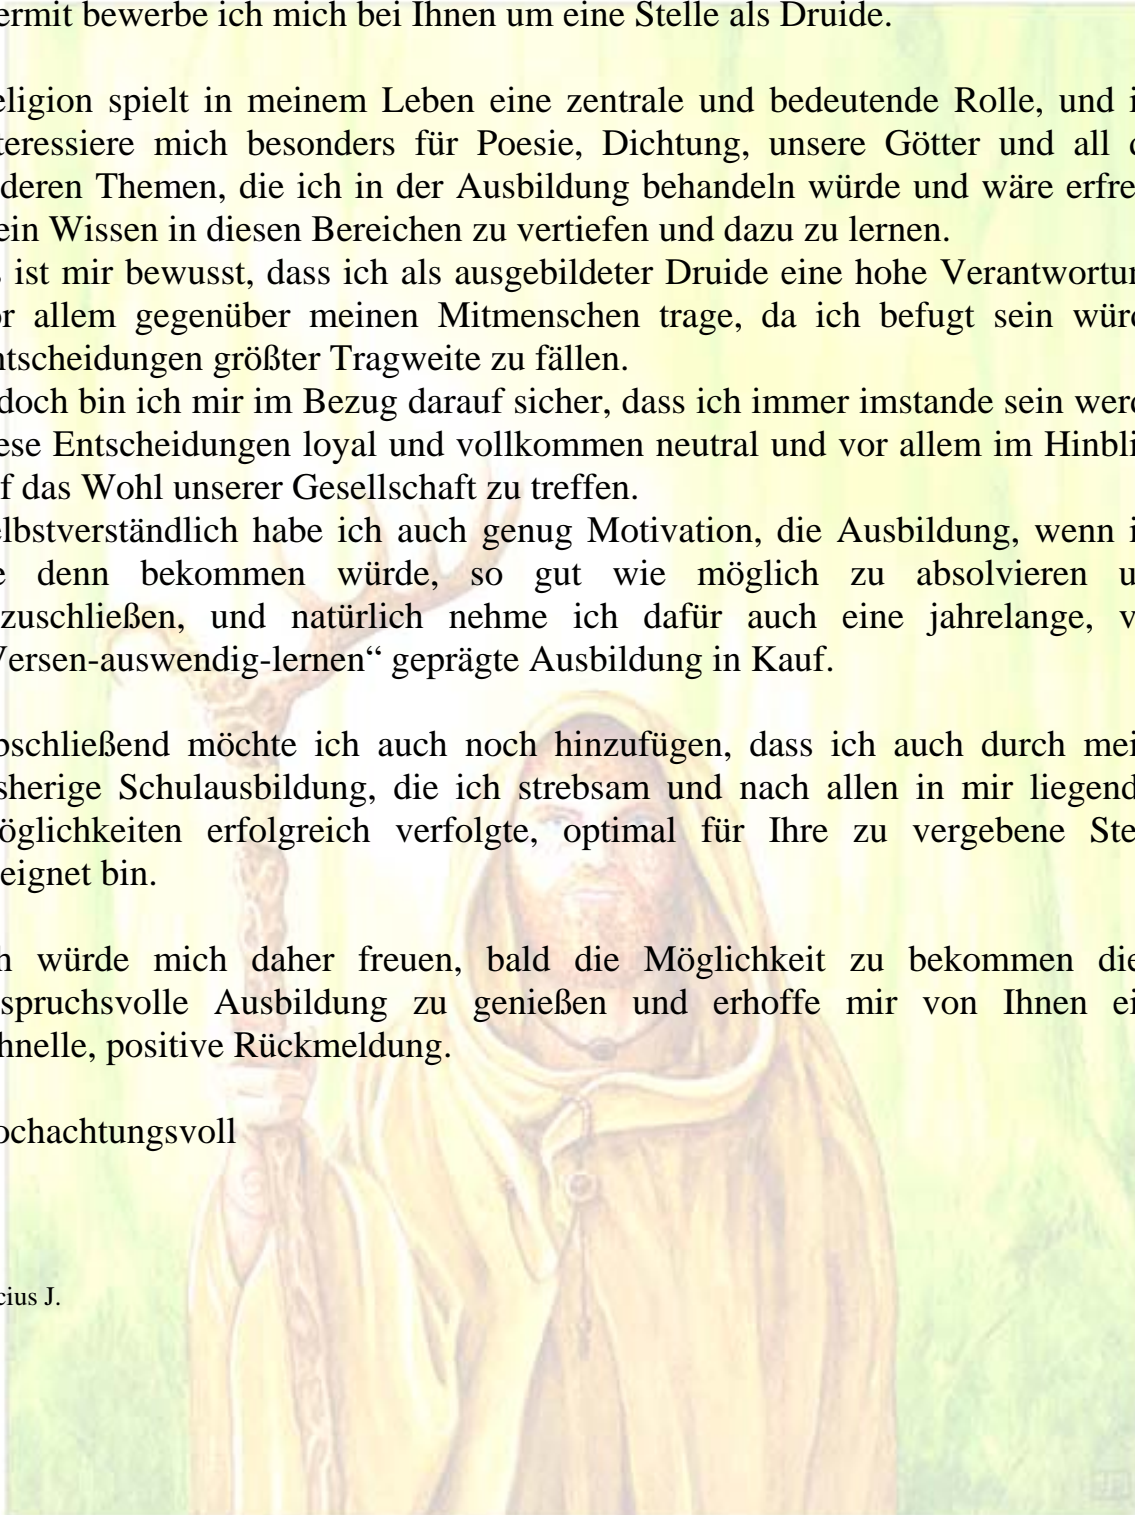 ermit bewerbe ich mich bei Ihnen um eine Stelle als Druide.
eligion spielt in meinem Leben eine zentrale und bedeutende Rolle, und i
teressiere mich besonders für Poesie, Dichtung, unsere Götter und all d
deren Themen, die ich in der Ausbildung behandeln würde und wäre erfre
ein Wissen in diesen Bereichen zu vertiefen und dazu zu lernen.
s ist mir bewusst, dass ich als ausgebildeter Druide eine hohe Verantwortun
or allem gegenüber meinen Mitmenschen trage, da ich befugt sein würd
ntscheidungen größter Tragweite zu fällen.
doch bin ich mir im Bezug darauf sicher, dass ich immer imstande sein werd
ese Entscheidungen loyal und vollkommen neutral und vor allem im Hinbli
f das Wohl unserer Gesellschaft zu treffen.
elbstverständlich habe ich auch genug Motivation, die Ausbildung, wenn i
e denn bekommen würde, so gut wie möglich zu absolvieren u
zuschließen, und natürlich nehme ich dafür auch eine jahrelange, v
Versen-auswendig-lernen“ geprägte Ausbildung in Kauf.
bschließend möchte ich auch noch hinzufügen, dass ich auch durch mei
sherige Schulausbildung, die ich strebsam und nach allen in mir liegend
öglichkeiten erfolgreich verfolgte, optimal für Ihre zu vergebene Ste
eignet bin.
h würde mich daher freuen, bald die Möglichkeit zu bekommen die
spruchsvolle Ausbildung zu genießen und erhoffe mir von Ihnen ei
hnelle, positive Rückmeldung.
ochachtungsvoll
cius J.